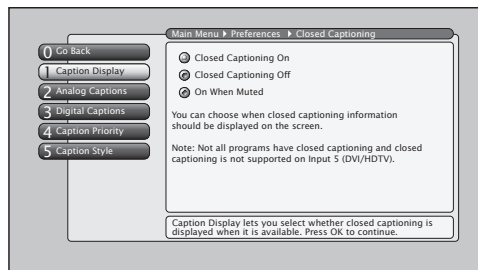 Main Menu ▸ Preferences ▸ Closed Captioning
0 Go Back
1 Caption Display
2 Analog Captions
3 Digital Captions
4 Caption Priority
5 Caption Style
Closed Captioning On
Closed Captioning Off
On When Muted
You can choose when closed captioning information
should be displayed on the screen.
Note: Not all programs have closed captioning and closed
captioning is not supported on Input 5 (DVI/HDTV).
Caption Display lets you select whether closed captioning is
displayed when it is available. Press OK to continue.